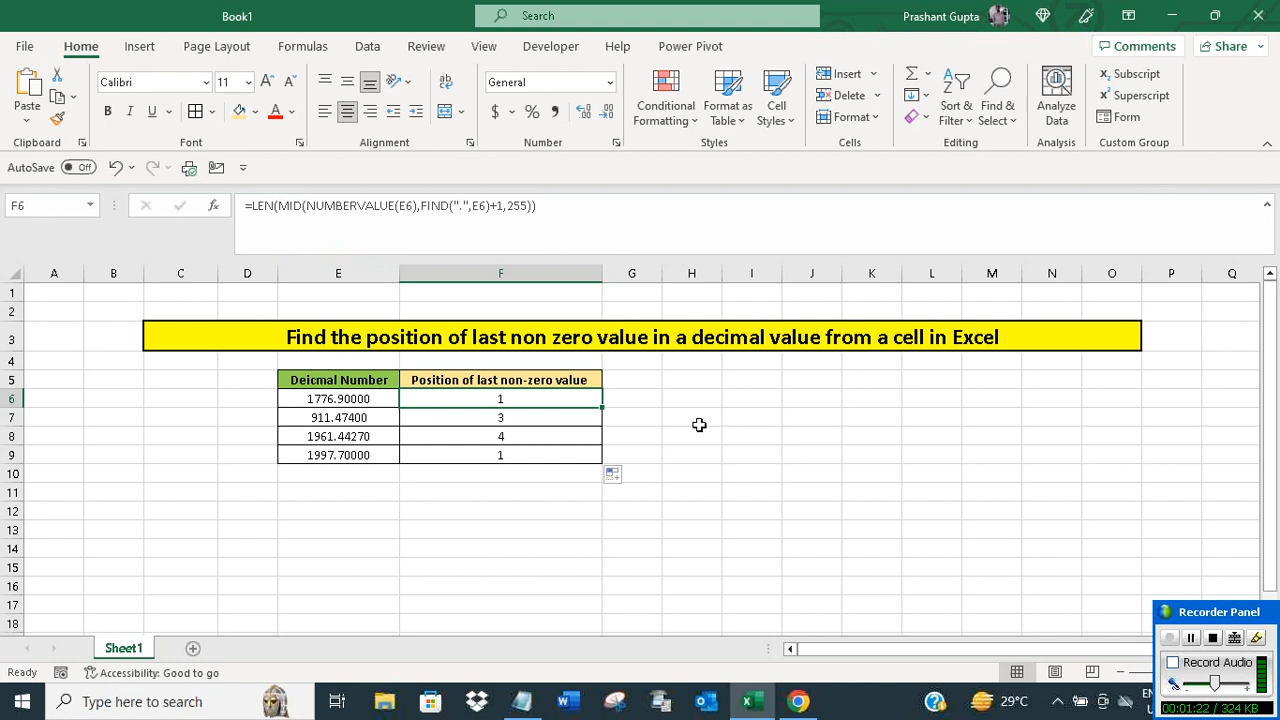 Book1
Search
Prashant Gupta
File Home Insert Page Layout Formulas Data Review View Developer Help Power Pivot
Comments Share
Paste
Calibri 11
B I U
General
Conditional Formatting
Format as Table
Cell Styles
Insert
Delete
Format
Sort & Filter
Find & Select
Analyze Data
Subscript
Superscript
Form
Clipboard Font Alignment Number Styles Cells Editing Analysis Custom Group
AutoSave Off
F6 fx =LEN(MID(NUMBERVALUE(E6),FIND(".",E6)+1,255))
A B C D E F G H I J K L M N O P Q
1
2
3 Find the position of last non zero value in a decimal value from a cell in Excel
4
5 Deicmal Number Position of last non-zero value
6 1776.90000 1
7 911.47400 3
8 1961.44270 4
9 1997.70000 1
10
11
12
13
14
15
16
17
18
Sheet1
Ready Accessibility: Good to go
Recorder Panel
Record Audio
00:01:22 / 324 KB
Type here to search
29°C